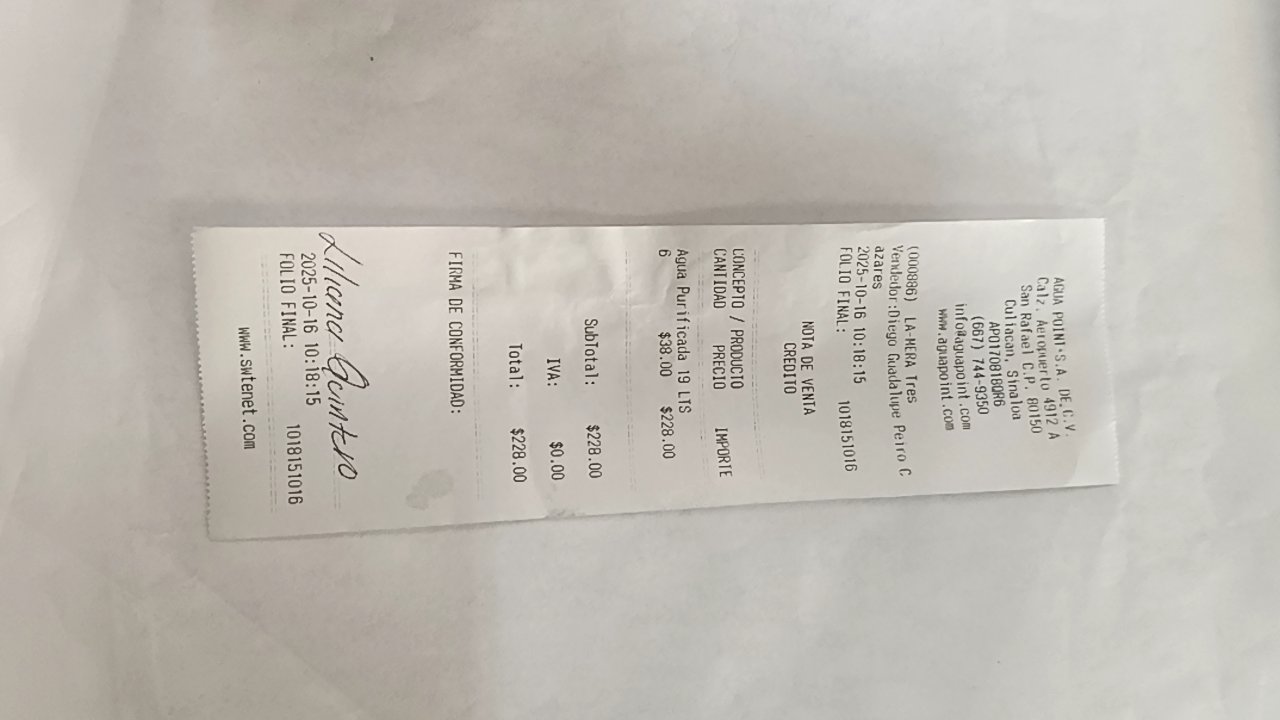 AGUA POINT S.A. DE C.V.
Calz. Aeropuerto 4912 A
San Rafael C.P. 80150
Culiacan, Sinaloa
APO170818QR6
(667) 744-9350
info@aguapoint.com
www.aguapoint.com
(000886) LA-MERA Tres
Vendedor:Diego Guadalupe Peiro C
azares
2025-10-16 10:18:15
FOLIO FINAL: 1018151016
NOTA DE VENTA
CREDITO
CONCEPTO / PRODUCTO
CANTIDAD PRECIO IMPORTE
Agua Purificada 19 LTS
6 $38.00 $228.00
SubTotal: $228.00
IVA: $0.00
Total: $228.00
FIRMA DE CONFORMIDAD:
Liliana Quintero
2025-10-16 10:18:15
FOLIO FINAL: 1018151016
www.swtenet.com